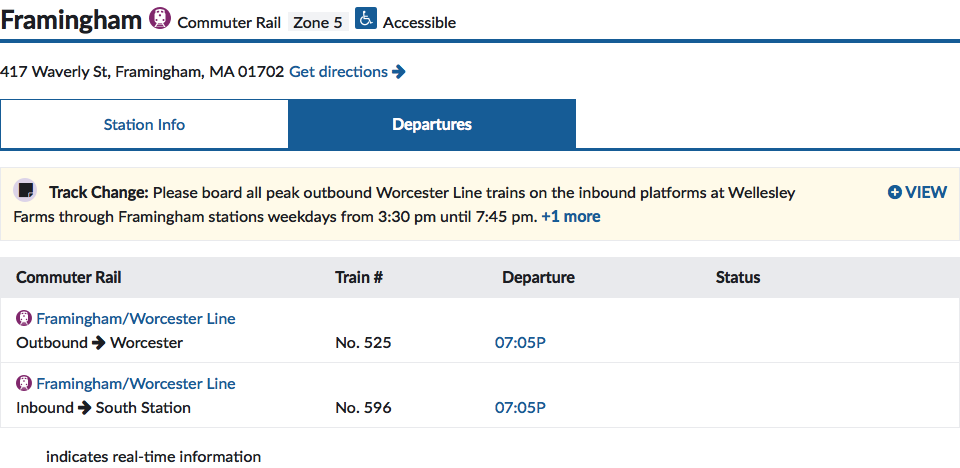 Framingham Commuter Rail Zone 5 Accessible
417 Waverly St, Framingham, MA 01702 Get directions
Station Info Departures
Track Change: Please board all peak outbound Worcester Line trains on the inbound platforms at Wellesley VIEW
Farms through Framingham stations weekdays from 3:30 pm until 7:45 pm. +1 more
Commuter Rail Train # Departure Status
Framingham/Worcester Line
Outbound → Worcester No. 525 07:05P
Framingham/Worcester Line
Inbound → South Station No. 596 07:05P
indicates real-time information